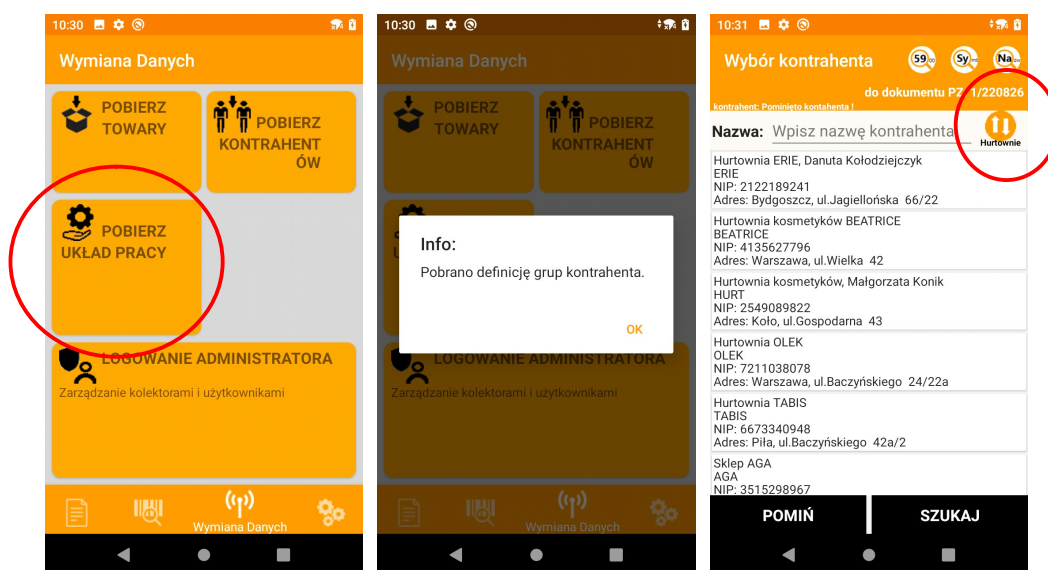 10:30
Wymiana Danych
POBIERZ
TOWARY
POBIERZ
KONTRAHENT
ÓW
POBIERZ
UKŁAD PRACY
LOGOWANIE ADMINISTRATORA
Zarządzanie kolektorami i użytkownikami
Wymiana Danych
10:30
Wymiana Danych
POBIERZ
TOWARY
POBIERZ
KONTRAHENT
ÓW
Info:
Pobrano definicję grup kontrahenta.
OK
LOGOWANIE ADMINISTRATORA
Zarządzanie kolektorami i użytkownikami
Wymiana Danych
10:31
Wybór kontrahenta
59
Sy
Na
do dokumentu PZ 1/220826
kontrahent: Pominięto kontahenta !
Nazwa: Wpisz nazwę kontrahenta
Hurtownie
Hurtownia ERIE, Danuta Kołodziejczyk
ERIE
NIP: 2122189241
Adres: Bydgoszcz, ul.Jagiellońska 66/22
Hurtownia kosmetyków BEATRICE
BEATRICE
NIP: 4135627796
Adres: Warszawa, ul.Wielka 42
Hurtownia kosmetyków, Małgorzata Konik
HURT
NIP: 2549089822
Adres: Koło, ul.Gospodarna 43
Hurtownia OLEK
OLEK
NIP: 7211038078
Adres: Warszawa, ul.Baczyńskiego 24/22a
Hurtownia TABIS
TABIS
NIP: 6673340948
Adres: Piła, ul.Baczyńskiego 42a/2
Sklep AGA
AGA
NIP: 3515298967
POMIŃ
SZUKAJ